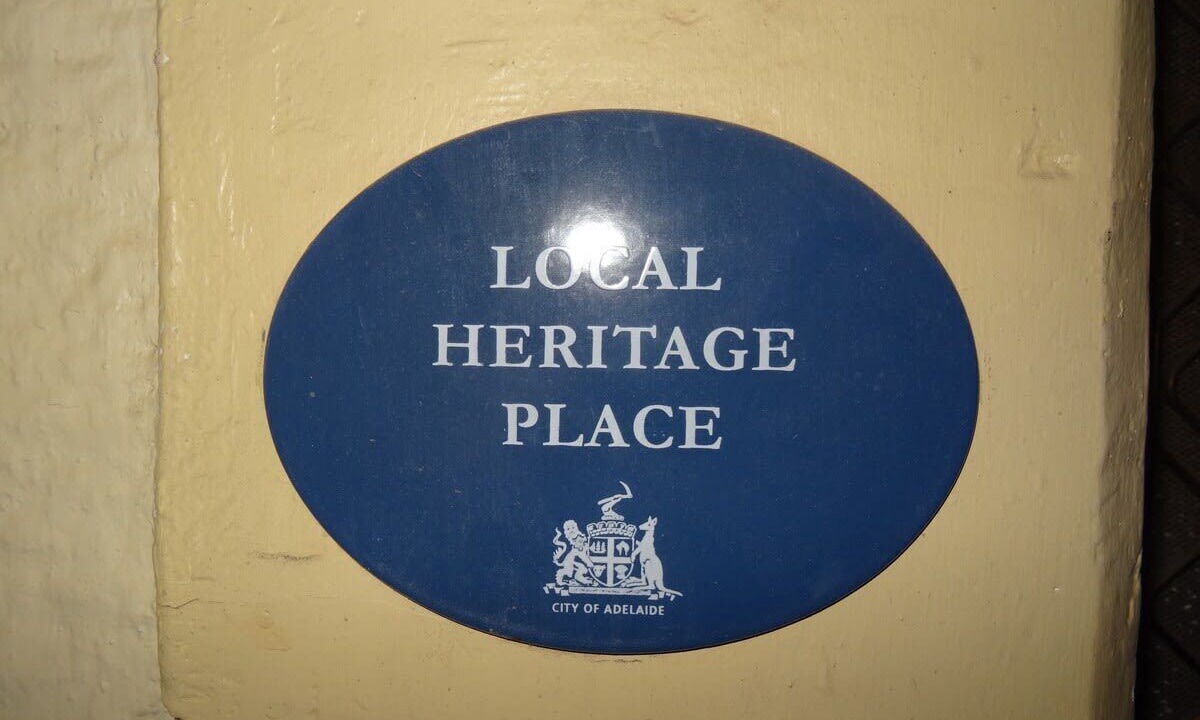 LOCAL
HERITAGE
PLACE
CITY OF ADELAIDE